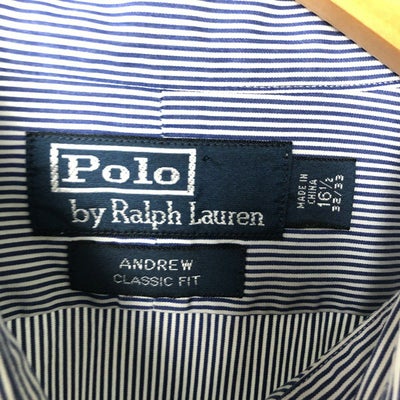 Polo
by Ralph Lauren
MADE IN
CHINA
16½
32/33
ANDREW
CLASSIC FIT